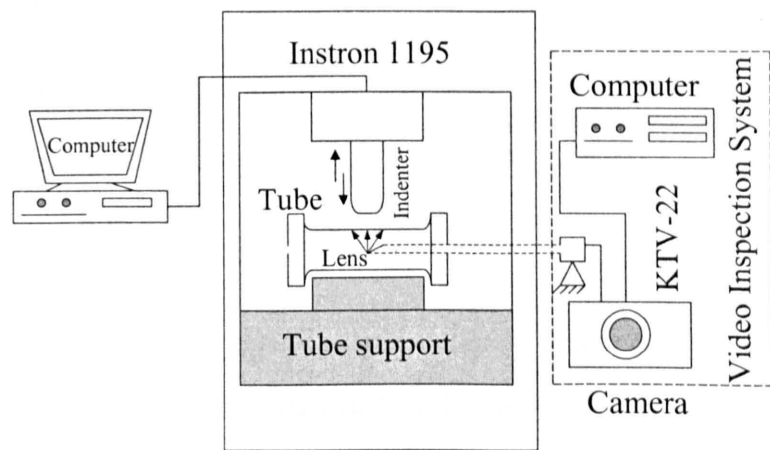 Instron 1195
Computer
Computer
Tube
Indenter
Lens
Tube support
KTV-22
Video Inspection System
Camera